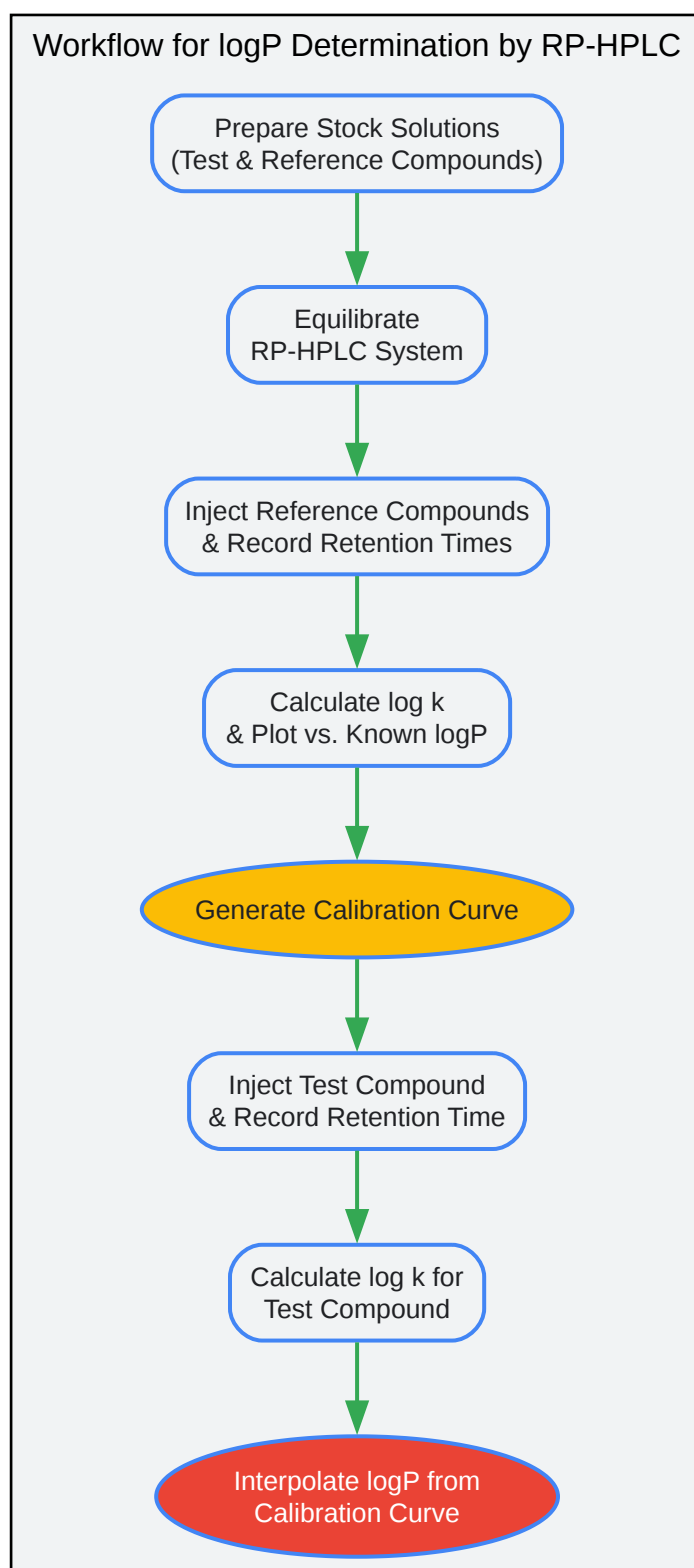 Workflow for logP Determination by RP-HPLC
Prepare Stock Solutions
(Test & Reference Compounds)
Equilibrate
RP-HPLC System
Inject Reference Compounds
& Record Retention Times
Calculate log k
& Plot vs. Known logP
Generate Calibration Curve
Inject Test Compound
& Record Retention Time
Calculate log k for
Test Compound
Interpolate logP from
Calibration Curve